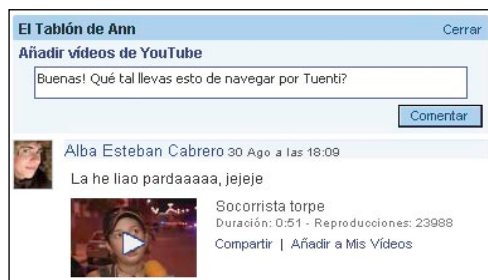 El Tablón de Ann
Cerrar
Añadir vídeos de YouTube
Buenas! Qué tal llevas esto de navegar por Tuenti?
Comentar
Alba Esteban Cabrero 30 Ago a las 18:09
La he liao pardaaaaa, jejeje
Socorrista torpe
Duración: 0:51 - Reproducciones: 23988
Compartir | Añadir a Mis Vídeos